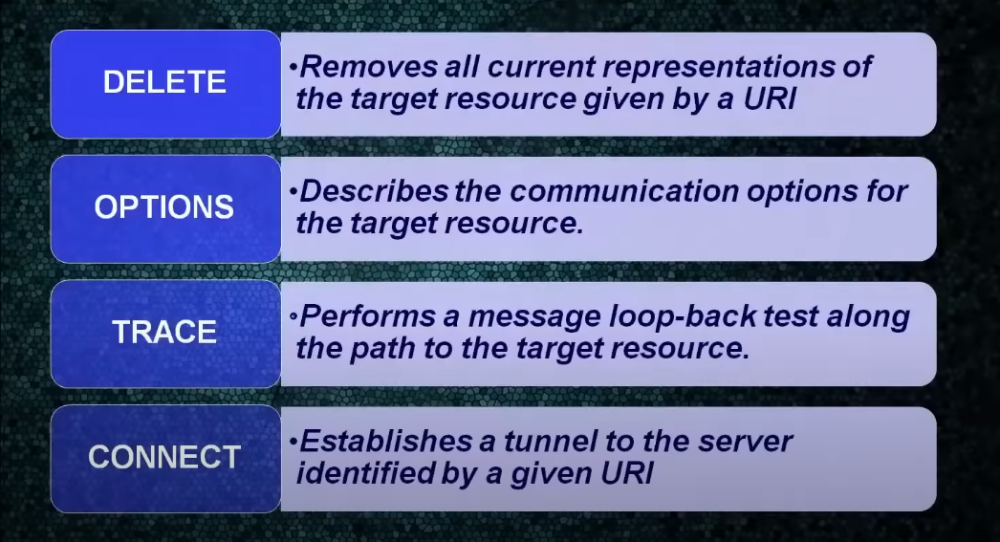 DELETE
•Removes all current representations of
the target resource given by a URI
OPTIONS
•Describes the communication options for
the target resource.
TRACE
•Performs a message loop-back test along
the path to the target resource.
CONNECT
•Establishes a tunnel to the server
identified by a given URI